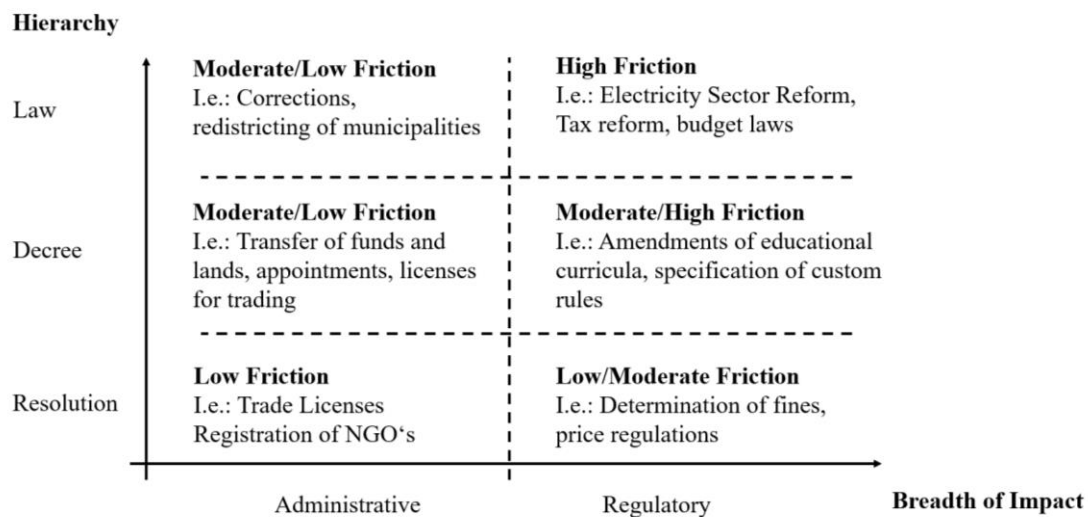 Hierarchy
Law
Moderate/Low Friction
I.e.: Corrections,
redistricting of municipalities
High Friction
I.e.: Electricity Sector Reform,
Tax reform, budget laws
Decree
Moderate/Low Friction
I.e.: Transfer of funds and
lands, appointments, licenses
for trading
Moderate/High Friction
I.e.: Amendments of educational
curricula, specification of custom
rules
Resolution
Low Friction
I.e.: Trade Licenses
Registration of NGO‘s
Low/Moderate Friction
I.e.: Determination of fines,
price regulations
Administrative
Regulatory
Breadth of Impact